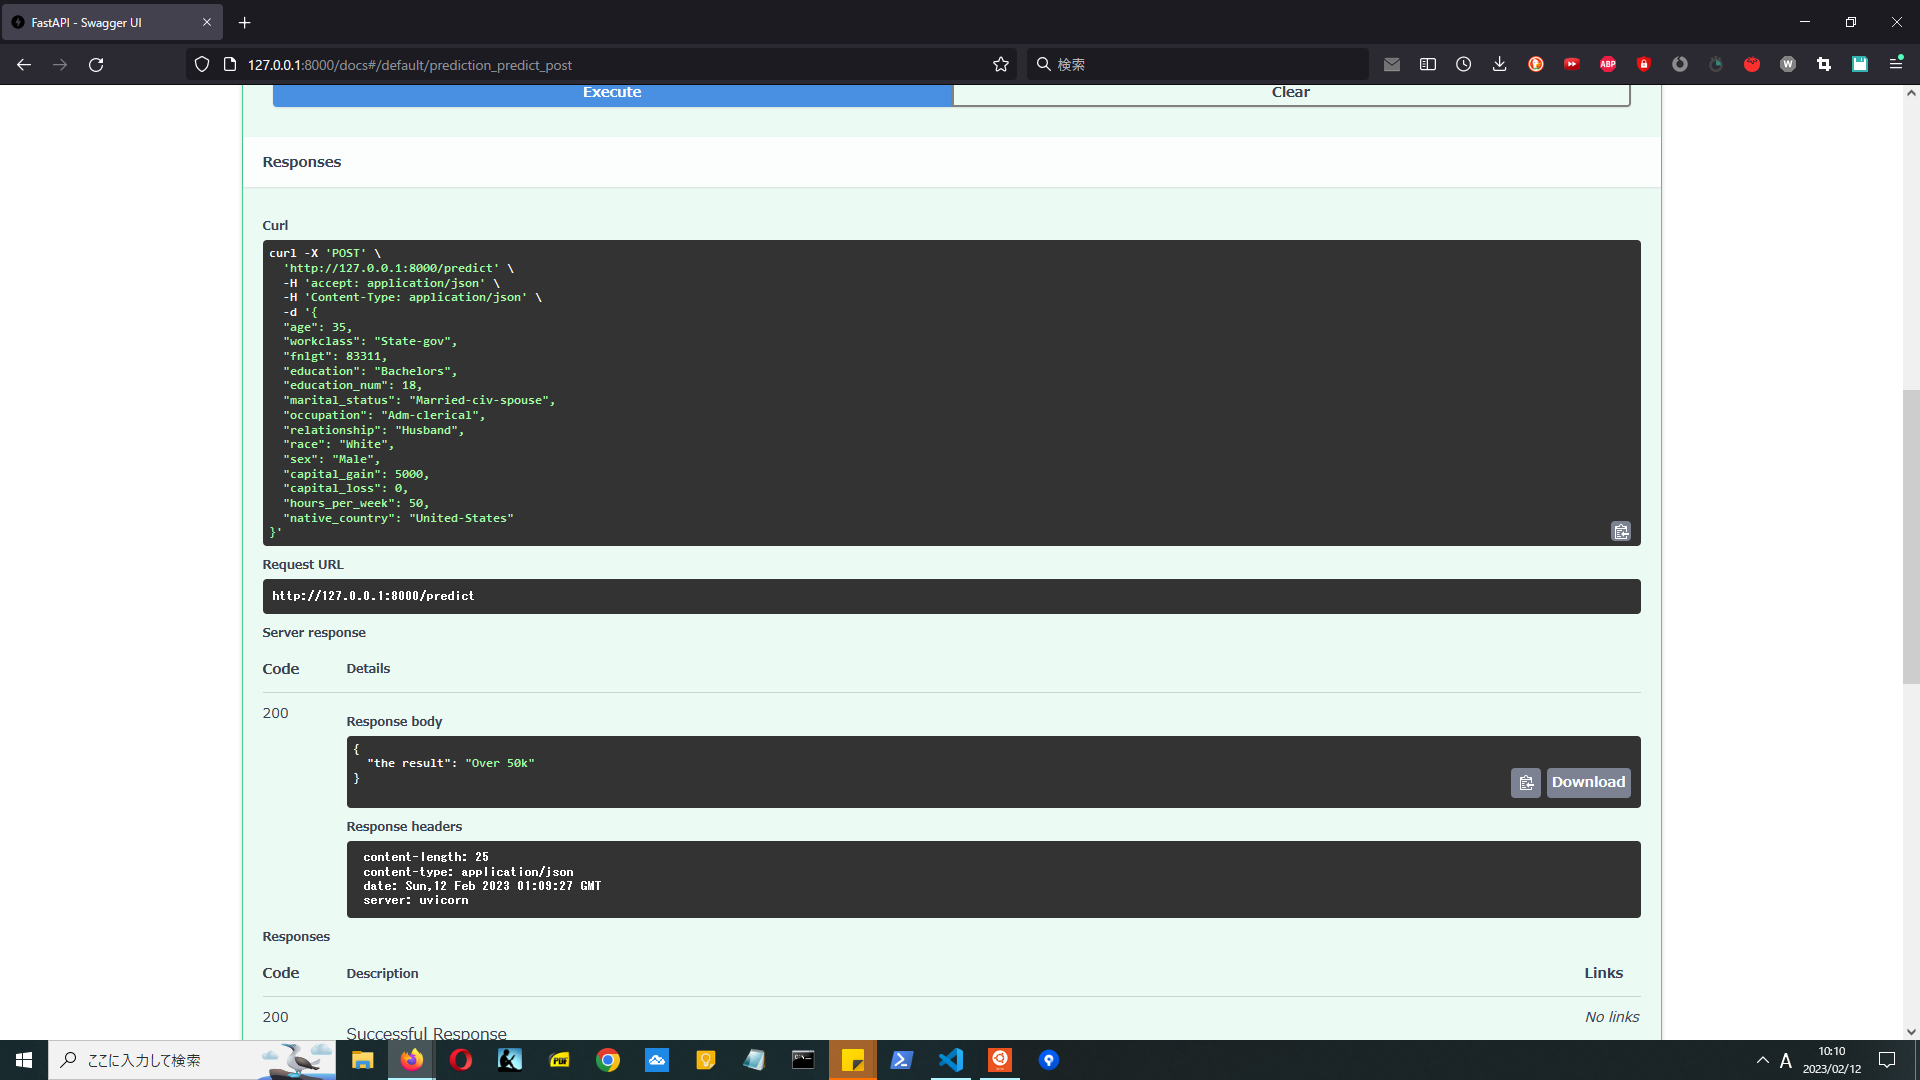 FastAPI - Swagger UI
127.0.0.1:8000/docs#/default/prediction_predict_post
検索
ABP
W
Execute
Clear
Responses
Curl
curl -X 'POST' \
'http://127.0.0.1:8000/predict' \
-H 'accept: application/json' \
-H 'Content-Type: application/json' \
-d '{
"age": 35,
"workclass": "State-gov",
"fnlgt": 83311,
"education": "Bachelors",
"education_num": 18,
"marital_status": "Married-civ-spouse",
"occupation": "Adm-clerical",
"relationship": "Husband",
"race": "White",
"sex": "Male",
"capital_gain": 5000,
"capital_loss": 0,
"hours_per_week": 50,
"native_country": "United-States"
}'
Request URL
http://127.0.0.1:8000/predict
Server response
Code Details
200
Response body
{
"the result": "Over 50k"
}
Download
Response headers
content-length: 25
content-type: application/json
date: Sun,12 Feb 2023 01:09:27 GMT
server: uvicorn
Responses
Code Description Links
200
Successful Response
No links
ここに入力して検索
PDF
A
10:10
2023/02/12